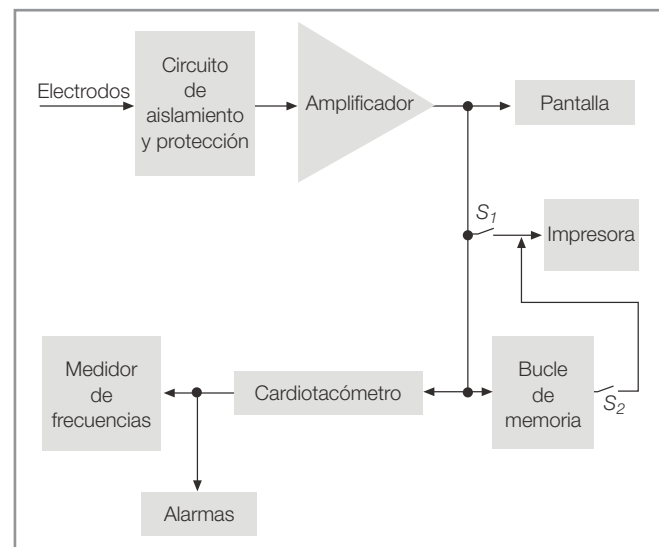 Electrodos
Circuito
de
aislamiento
y protección
Amplificador
Pantalla
S1
Impresora
Medidor
de
frecuencias
Cardiotacómetro
Bucle
de
memoria
S2
Alarmas